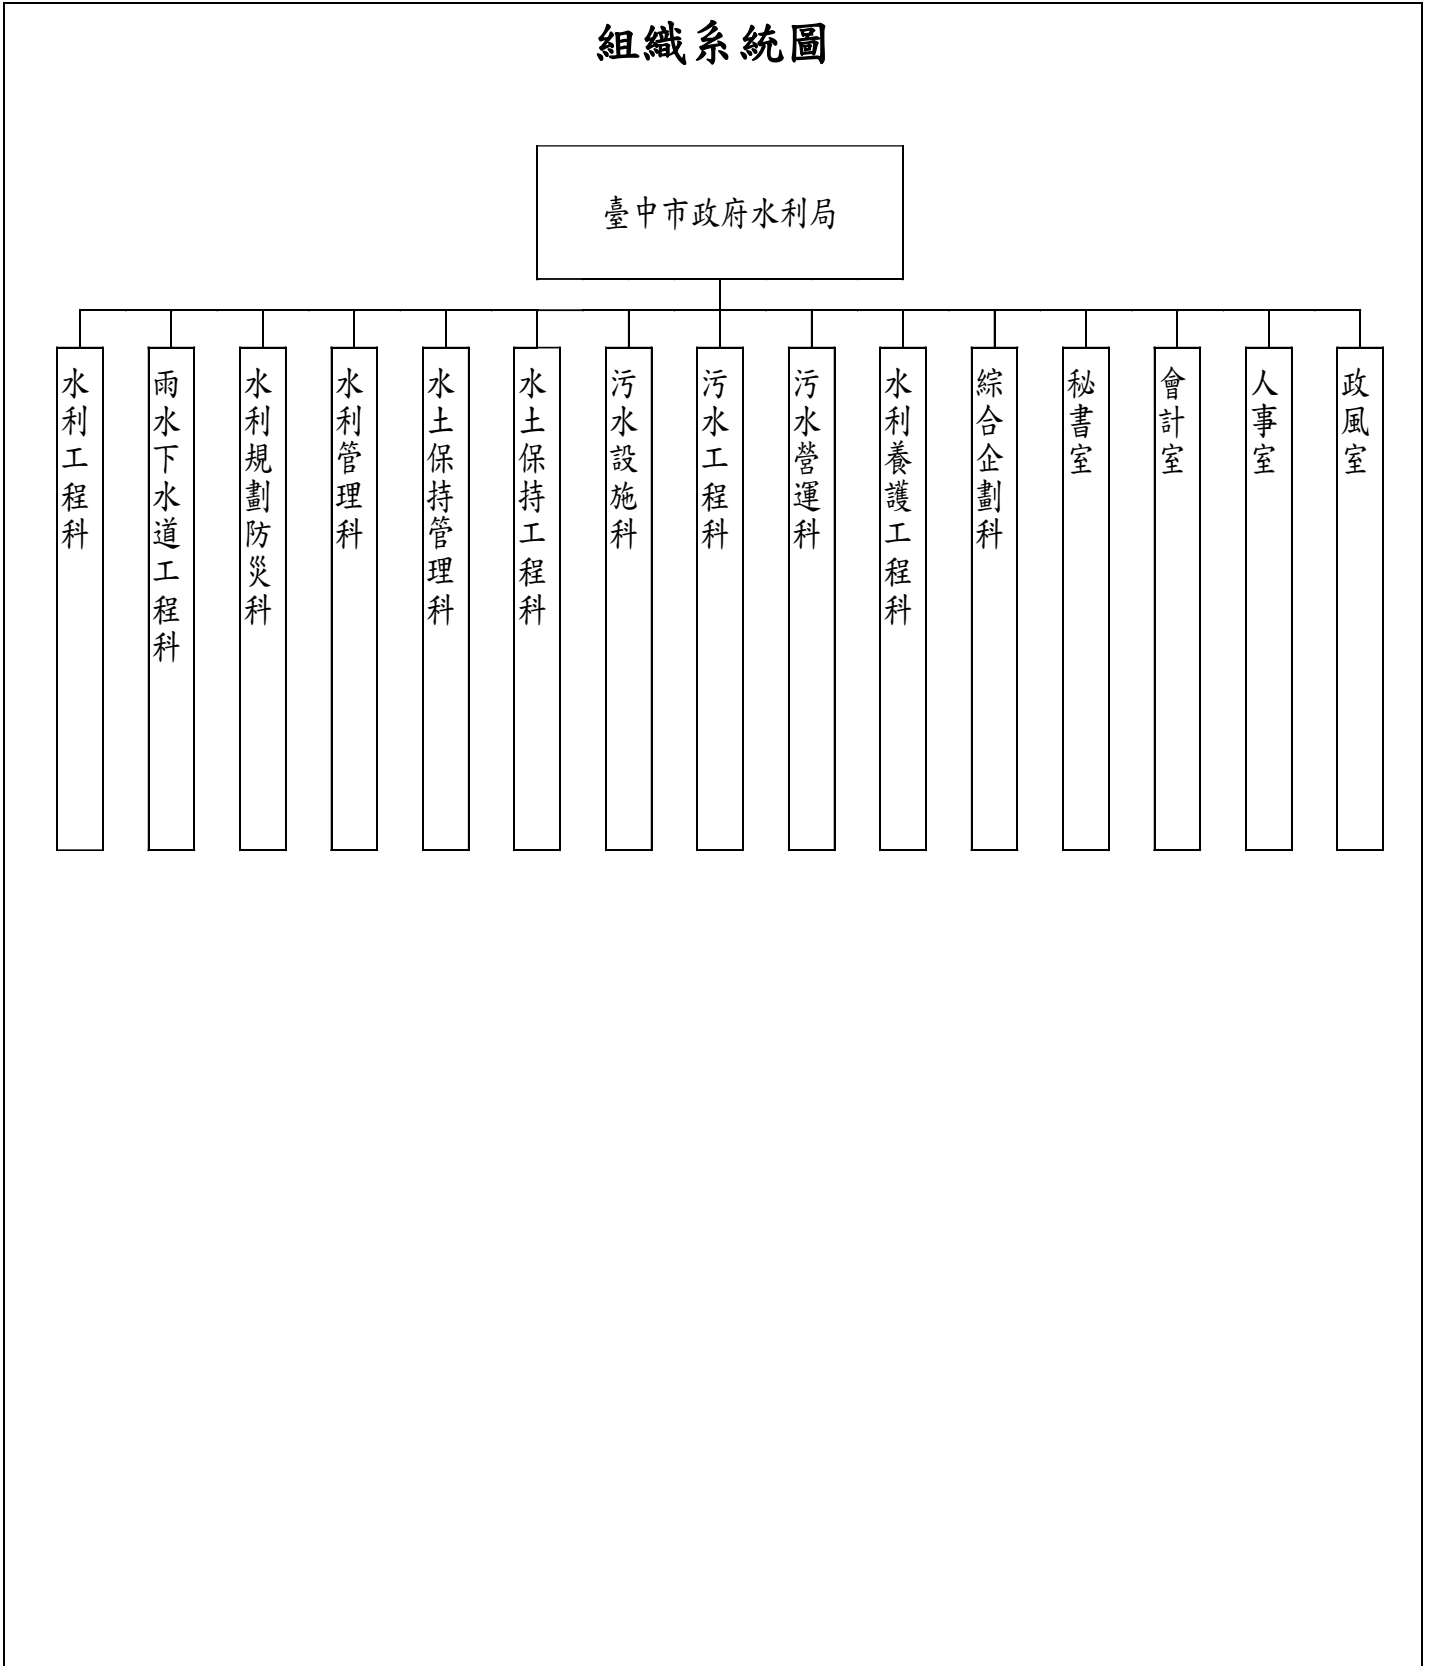 組織系統圖
臺中市政府水利局
水利工程科
雨水下水道工程科
水利規劃防災科
水利管理科
水土保持管理科
水土保持工程科
污水設施科
污水工程科
污水營運科
水利養護工程科
綜合企劃科
秘書室
會計室
人事室
政風室